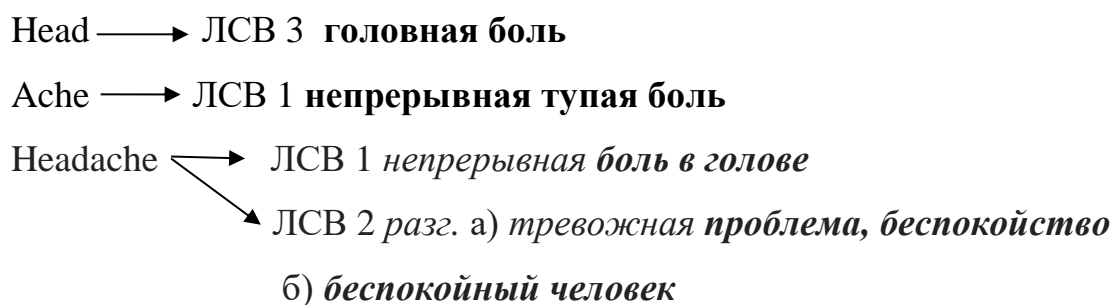 Head ЛСВ 3 головная боль
Ache ЛСВ 1 непрерывная тупая боль
Headache ЛСВ 1 непрерывная боль в голове
ЛСВ 2 разг. а) тревожная проблема, беспокойство
б) беспокойный человек